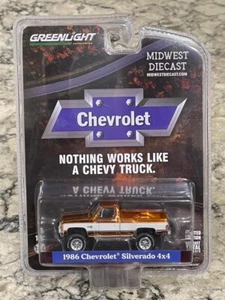 GREENLIGHT
MIDWEST
DIECAST
MIDWESTDIECAST.COM
Chevrolet
NOTHING WORKS LIKE
A CHEVY TRUCK.
1986 Chevrolet® Silverado 4x4